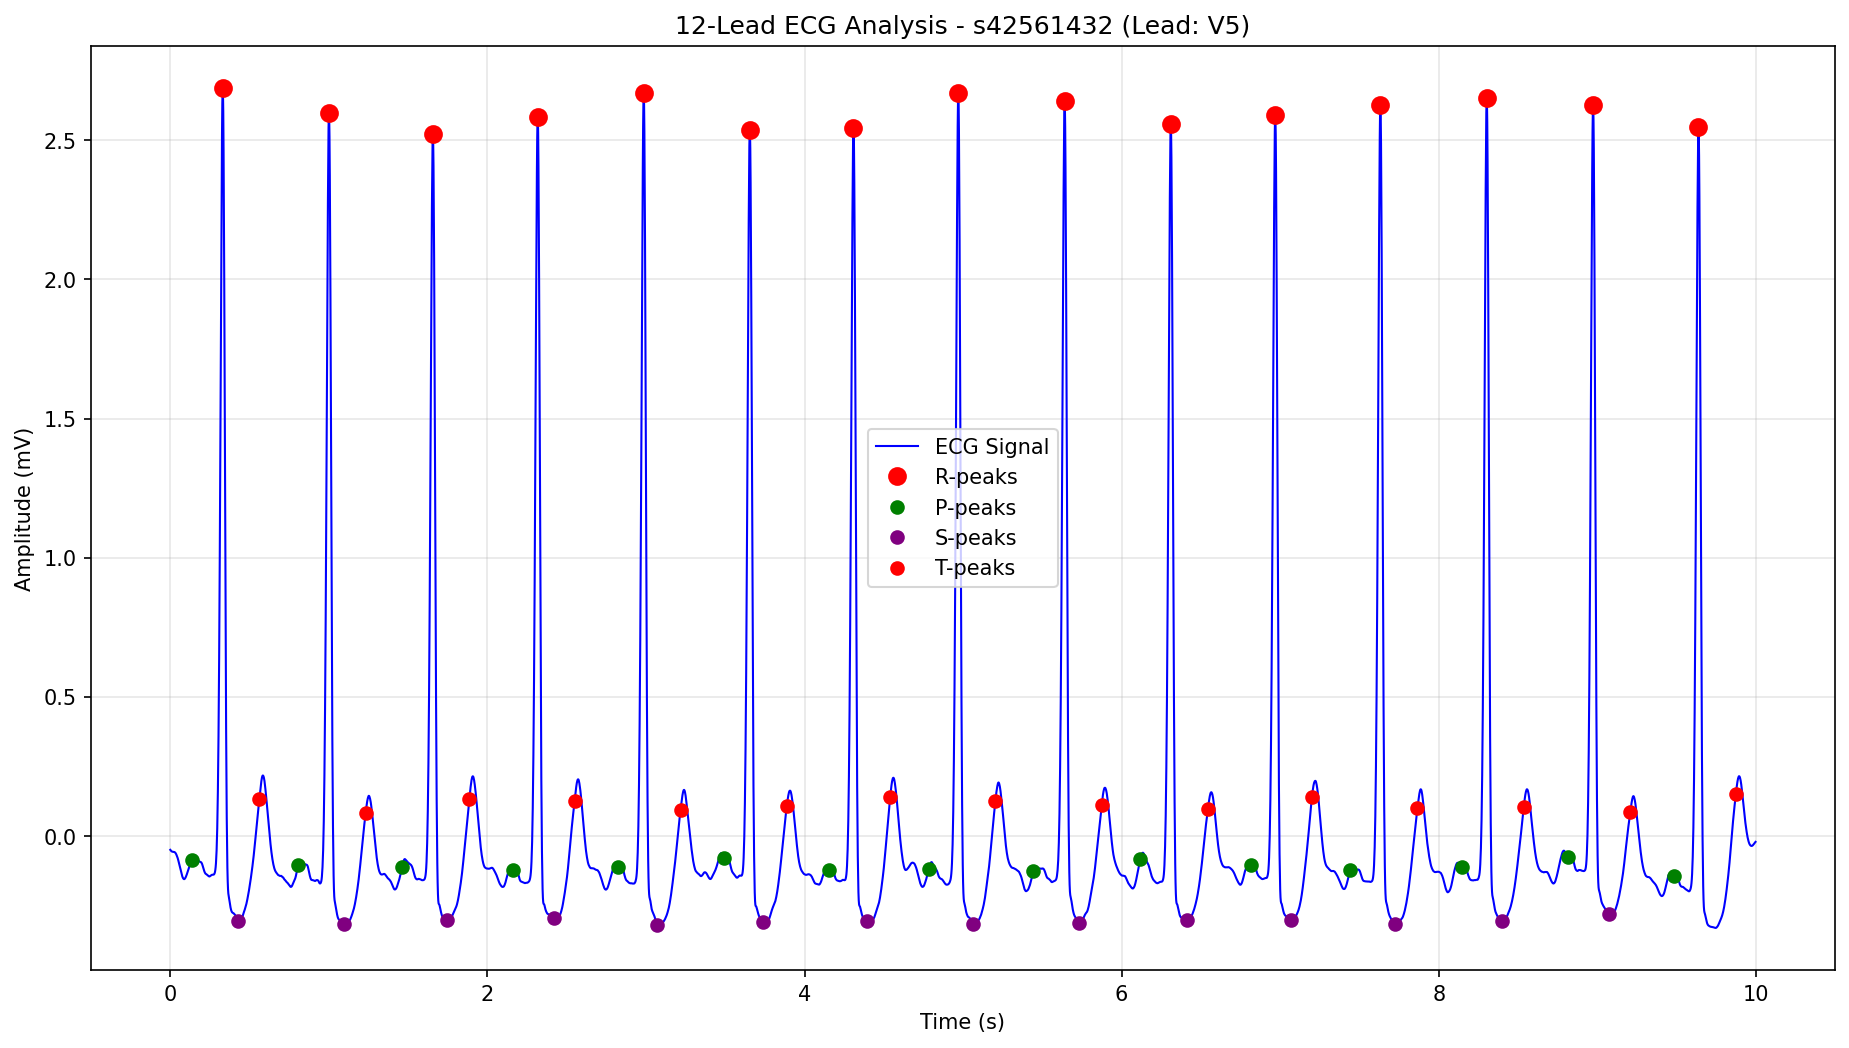 12-Lead ECG Analysis - s42561432 (Lead: V5)
2.5
2.0
1.5
1.0
0.5
0.0
Amplitude (mV)
ECG Signal
R-peaks
P-peaks
S-peaks
T-peaks
0 2 4 6 8 10
Time (s)